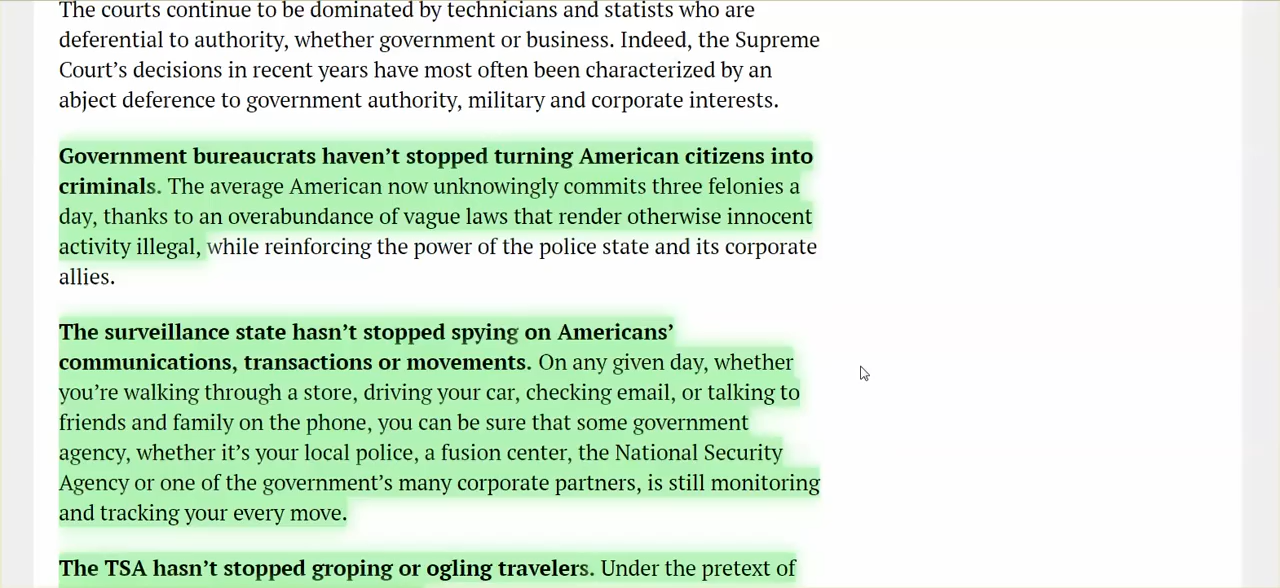 The courts continue to be dominated by technicians and statists who are
deferential to authority, whether government or business. Indeed, the Supreme
Court’s decisions in recent years have most often been characterized by an
abject deference to government authority, military and corporate interests.
Government bureaucrats haven’t stopped turning American citizens into
criminals. The average American now unknowingly commits three felonies a
day, thanks to an overabundance of vague laws that render otherwise innocent
activity illegal, while reinforcing the power of the police state and its corporate
allies.
The surveillance state hasn’t stopped spying on Americans’
communications, transactions or movements. On any given day, whether
you’re walking through a store, driving your car, checking email, or talking to
friends and family on the phone, you can be sure that some government
agency, whether it’s your local police, a fusion center, the National Security
Agency or one of the government’s many corporate partners, is still monitoring
and tracking your every move.
The TSA hasn’t stopped groping or ogling travelers. Under the pretext of